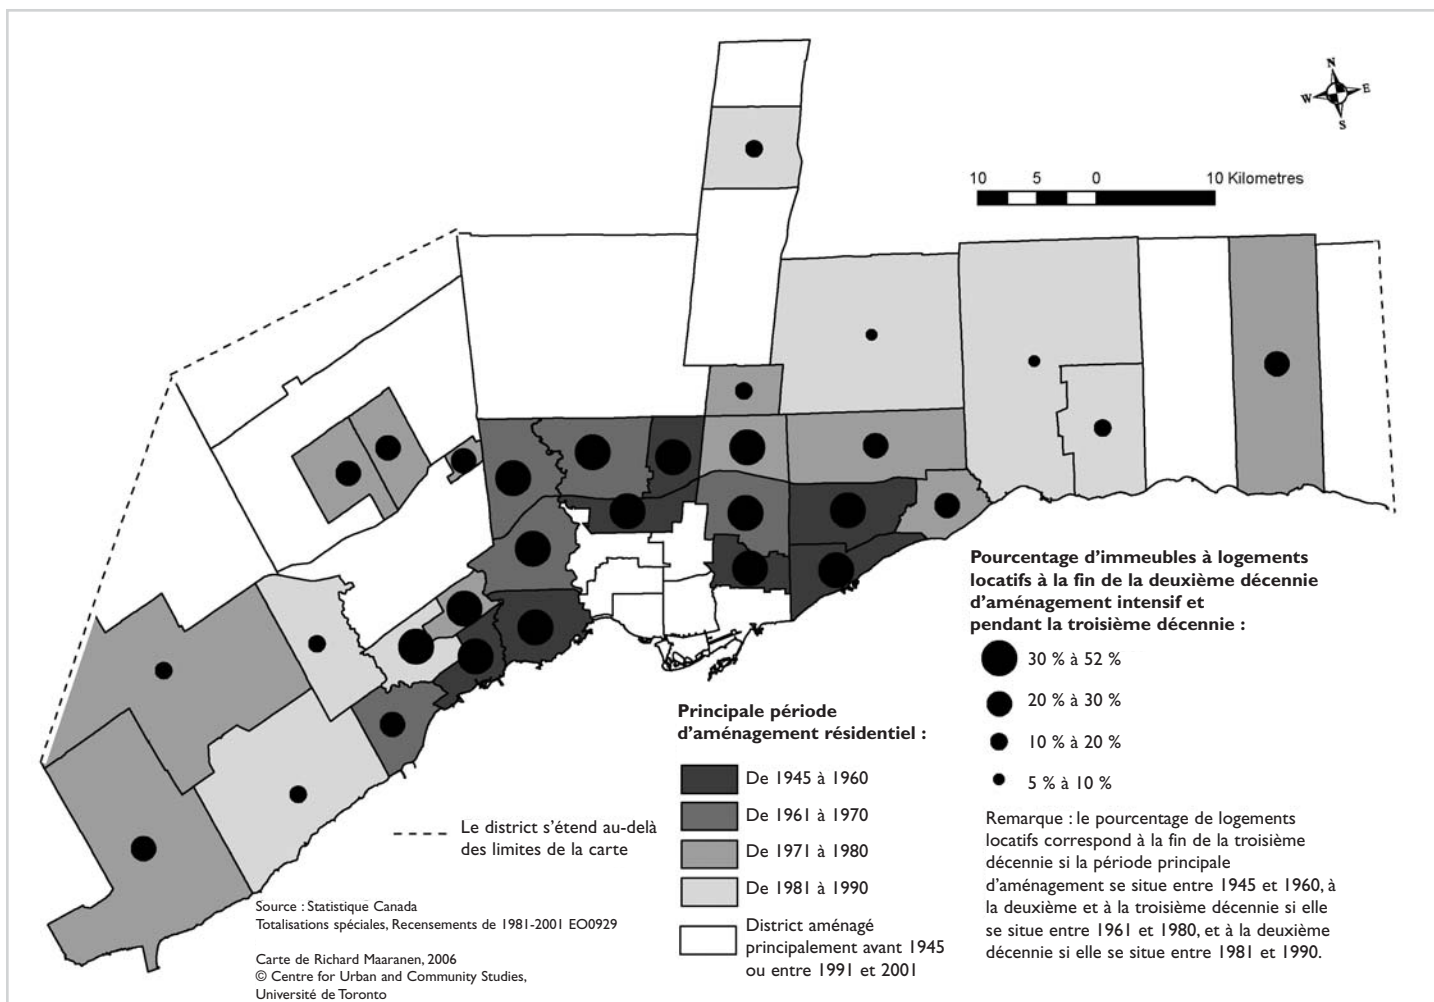 N
W
E
S
10 5 0 10 Kilometres
Pourcentage d'immeubles à logements
locatifs à la fin de la deuxième décennie
d'aménagement intensif et
pendant la troisième décennie :
30 % à 52 %
20 % à 30 %
10 % à 20 %
5 % à 10 %
Remarque : le pourcentage de logements
locatifs correspond à la fin de la troisième
décennie si la période principale
d'aménagement se situe entre 1945 et 1960, à
la deuxième et à la troisième décennie si elle
se situe entre 1961 et 1980, et à la deuxième
décennie si elle se situe entre 1981 et 1990.
Principale période
d'aménagement résidentiel :
De 1945 à 1960
De 1961 à 1970
De 1971 à 1980
De 1981 à 1990
District aménagé
principalement avant 1945
ou entre 1991 et 2001
Le district s'étend au-delà
des limites de la carte
Source : Statistique Canada
Totalisations spéciales, Recensements de 1981-2001 EO0929
Carte de Richard Maaranen, 2006
© Centre for Urban and Community Studies,
Université de Toronto